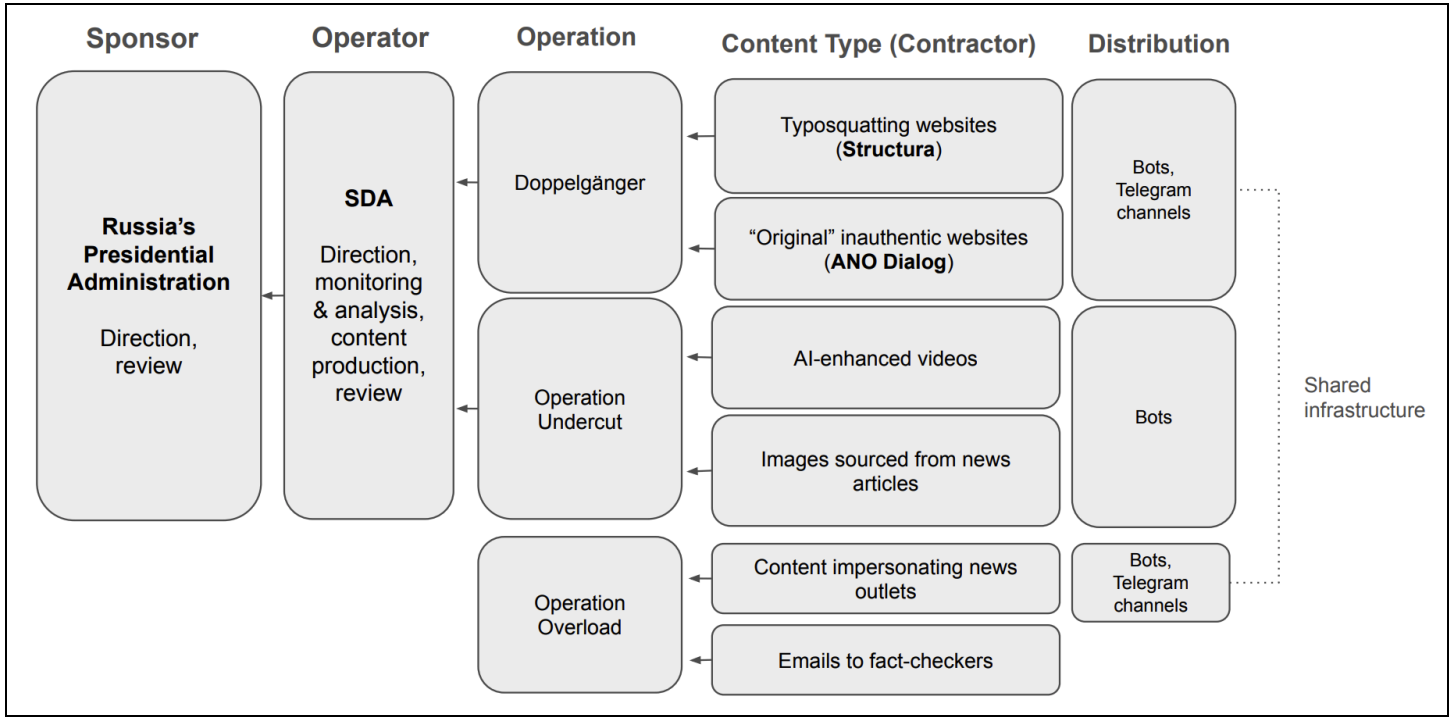 Sponsor
Operator
Operation
Content Type (Contractor)
Distribution
Russia’s
Presidential
Administration
Direction,
review
SDA
Direction,
monitoring
& analysis,
content
production,
review
Doppelgänger
Operation
Undercut
Operation
Overload
Typosquatting websites
(Structura)
“Original” inauthentic websites
(ANO Dialog)
AI-enhanced videos
Images sourced from news
articles
Content impersonating news
outlets
Emails to fact-checkers
Bots,
Telegram
channels
Bots
Bots,
Telegram
channels
Shared
infrastructure